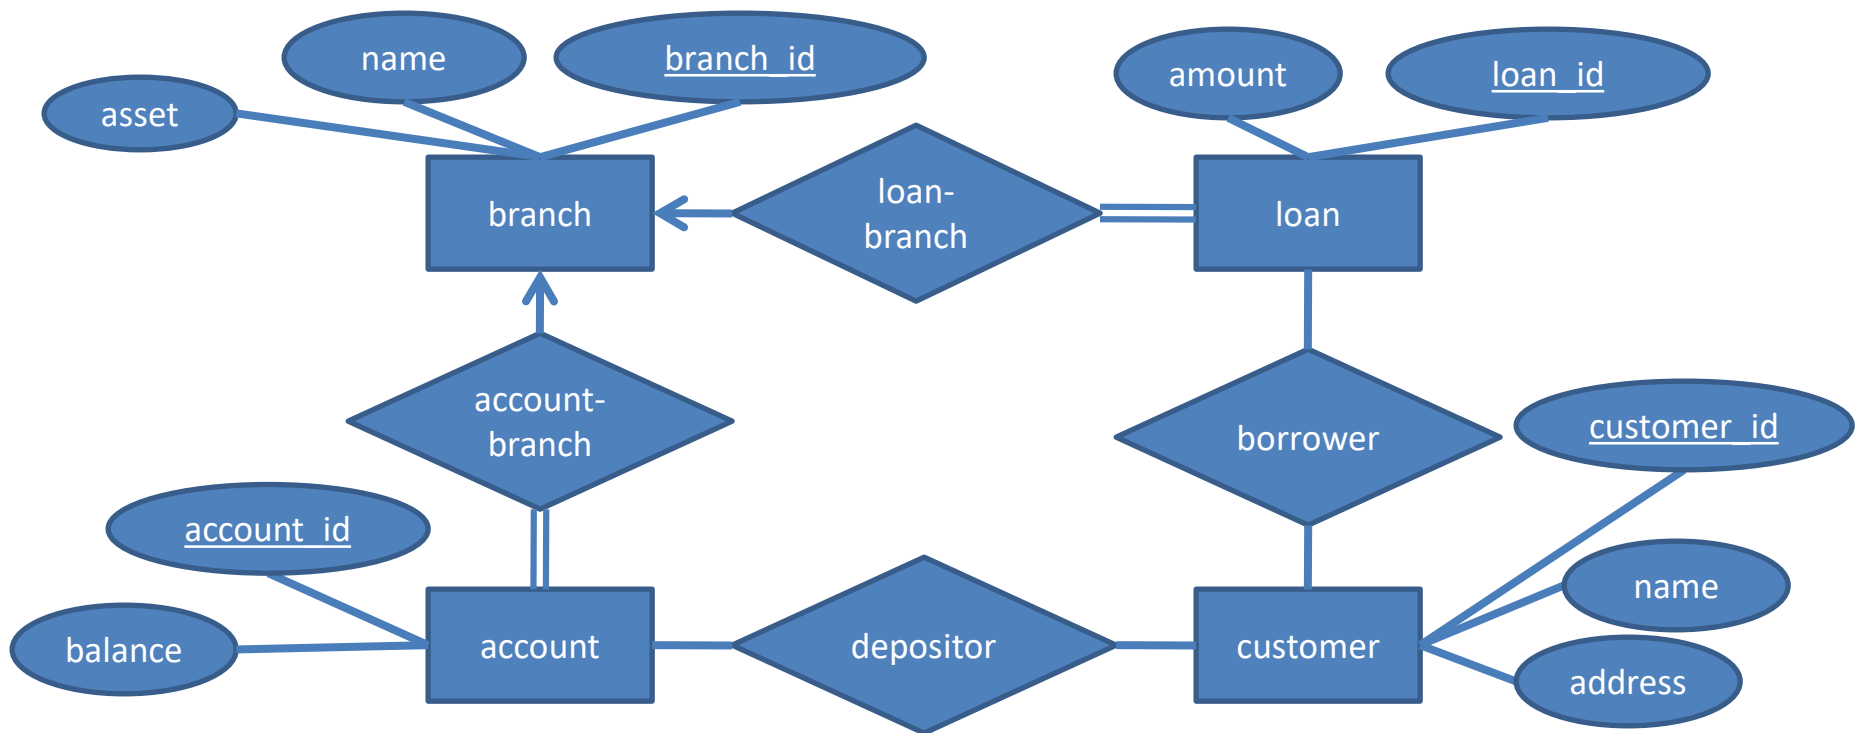 name
branch_id
amount
loan_id
asset
branch
loan-
branch
loan
account-
branch
borrower
customer_id
account_id
name
balance
account
depositor
customer
address